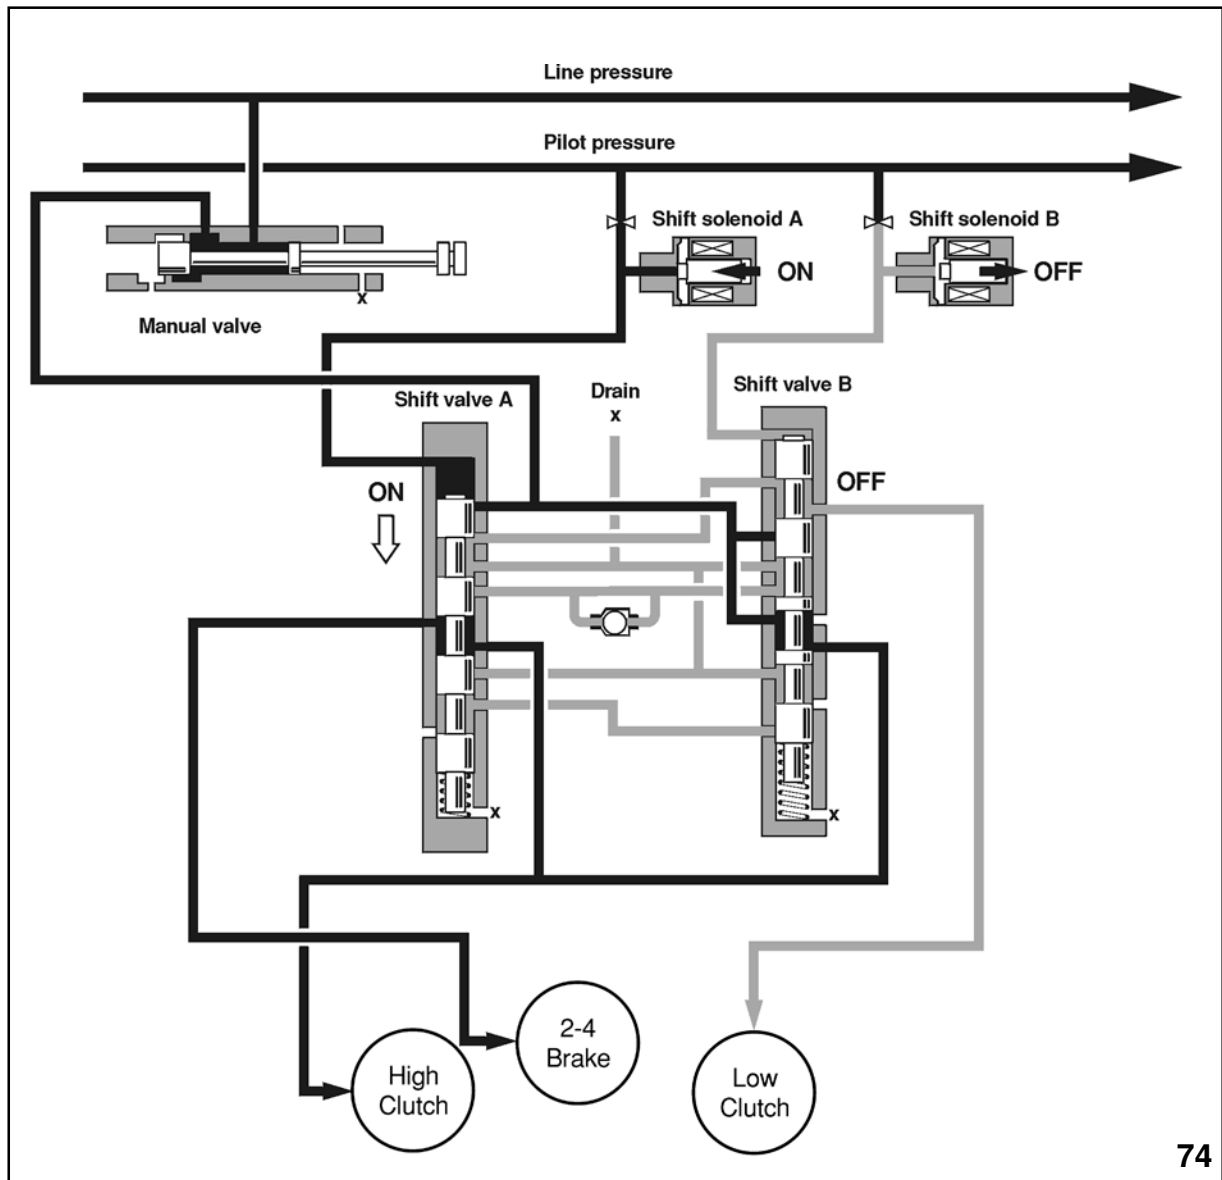 Line pressure
Pilot pressure
Shift solenoid A
Shift solenoid B
ON
OFF
x
Manual valve
Shift valve A
Drain
x
Shift valve B
ON
OFF
x
x
2-4
Brake
High
Clutch
Low
Clutch
74